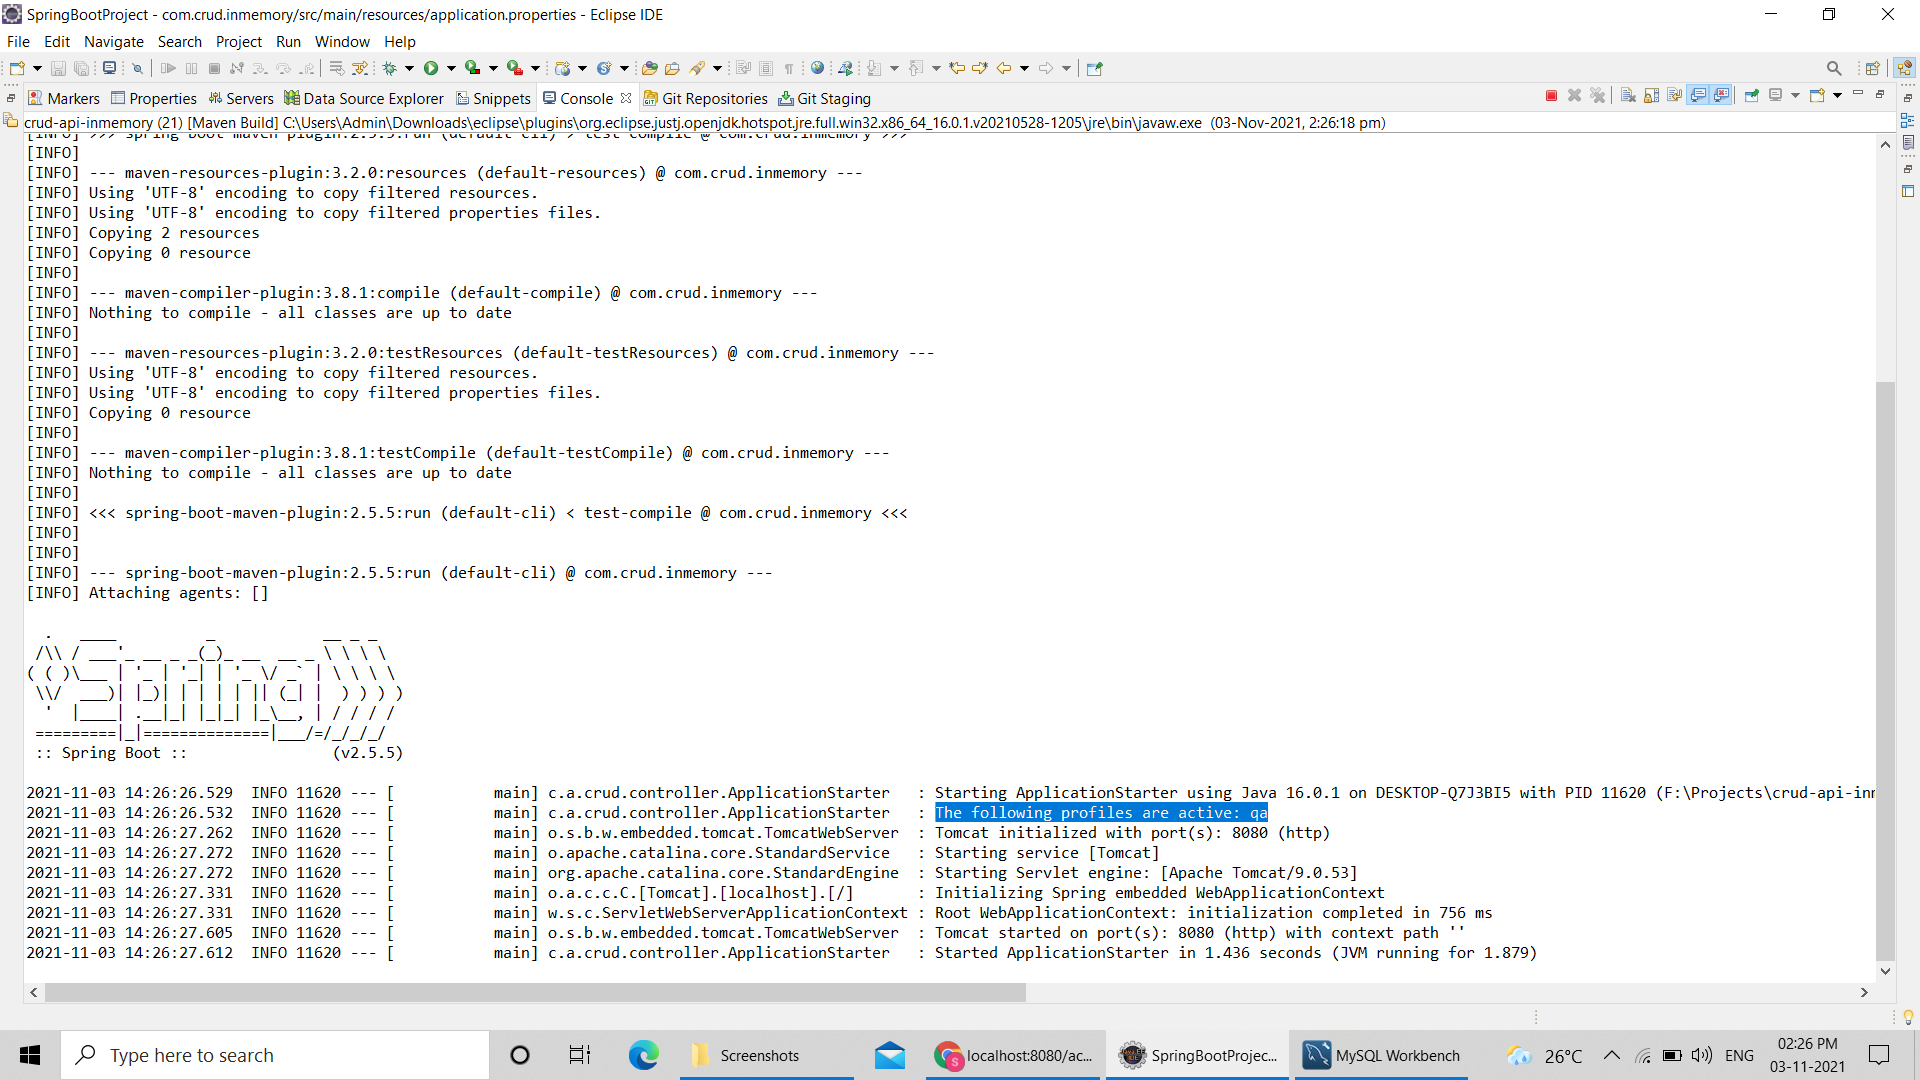 SpringBootProject - com.crud.inmemory/src/main/resources/application.properties - Eclipse IDE
File Edit Navigate Search Project Run Window Help
Markers Properties Servers Data Source Explorer Snippets Console Git Repositories Git Staging
crud-api-inmemory (21) [Maven Build] C:\Users\Admin\Downloads\eclipse\plugins\org.eclipse.justj.openjdk.hotspot.jre.full.win32.x86_64_16.0.1.v20210528-1205\jre\bin\javaw.exe (03-Nov-2021, 2:26:18 pm)
[INFO] >>> spring-boot-maven-plugin:2.5.5:run (default-cli) > test-compile @ com.crud.inmemory >>>
[INFO]
[INFO] --- maven-resources-plugin:3.2.0:resources (default-resources) @ com.crud.inmemory ---
[INFO] Using 'UTF-8' encoding to copy filtered resources.
[INFO] Using 'UTF-8' encoding to copy filtered properties files.
[INFO] Copying 2 resources
[INFO] Copying 0 resource
[INFO]
[INFO] --- maven-compiler-plugin:3.8.1:compile (default-compile) @ com.crud.inmemory ---
[INFO] Nothing to compile - all classes are up to date
[INFO]
[INFO] --- maven-resources-plugin:3.2.0:testResources (default-testResources) @ com.crud.inmemory ---
[INFO] Using 'UTF-8' encoding to copy filtered resources.
[INFO] Using 'UTF-8' encoding to copy filtered properties files.
[INFO] Copying 0 resource
[INFO]
[INFO] --- maven-compiler-plugin:3.8.1:testCompile (default-testCompile) @ com.crud.inmemory ---
[INFO] Nothing to compile - all classes are up to date
[INFO]
[INFO] <<< spring-boot-maven-plugin:2.5.5:run (default-cli) < test-compile @ com.crud.inmemory <<<
[INFO]
[INFO]
[INFO] --- spring-boot-maven-plugin:2.5.5:run (default-cli) @ com.crud.inmemory ---
[INFO] Attaching agents: []
Spring
:: Spring Boot :: (v2.5.5)
2021-11-03 14:26:26.529 INFO 11620 --- [ main] c.a.crud.controller.ApplicationStarter : Starting ApplicationStarter using Java 16.0.1 on DESKTOP-Q7J3BI5 with PID 11620 (F:\Projects\crud-api-in
2021-11-03 14:26:26.532 INFO 11620 --- [ main] c.a.crud.controller.ApplicationStarter : The following profiles are active: qa
2021-11-03 14:26:27.262 INFO 11620 --- [ main] o.s.b.w.embedded.tomcat.TomcatWebServer : Tomcat initialized with port(s): 8080 (http)
2021-11-03 14:26:27.272 INFO 11620 --- [ main] o.apache.catalina.core.StandardService : Starting service [Tomcat]
2021-11-03 14:26:27.272 INFO 11620 --- [ main] org.apache.catalina.core.StandardEngine : Starting Servlet engine: [Apache Tomcat/9.0.53]
2021-11-03 14:26:27.331 INFO 11620 --- [ main] o.a.c.c.C.[Tomcat].[localhost].[/] : Initializing Spring embedded WebApplicationContext
2021-11-03 14:26:27.331 INFO 11620 --- [ main] w.s.c.ServletWebServerApplicationContext : Root WebApplicationContext: initialization completed in 756 ms
2021-11-03 14:26:27.605 INFO 11620 --- [ main] o.s.b.w.embedded.tomcat.TomcatWebServer : Tomcat started on port(s): 8080 (http) with context path ''
2021-11-03 14:26:27.612 INFO 11620 --- [ main] c.a.crud.controller.ApplicationStarter : Started ApplicationStarter in 1.436 seconds (JVM running for 1.879)
Type here to search Screenshots localhost:8080/ac... SpringBootProjec... MySQL Workbench 26°C ENG 02:26 PM
03-11-2021